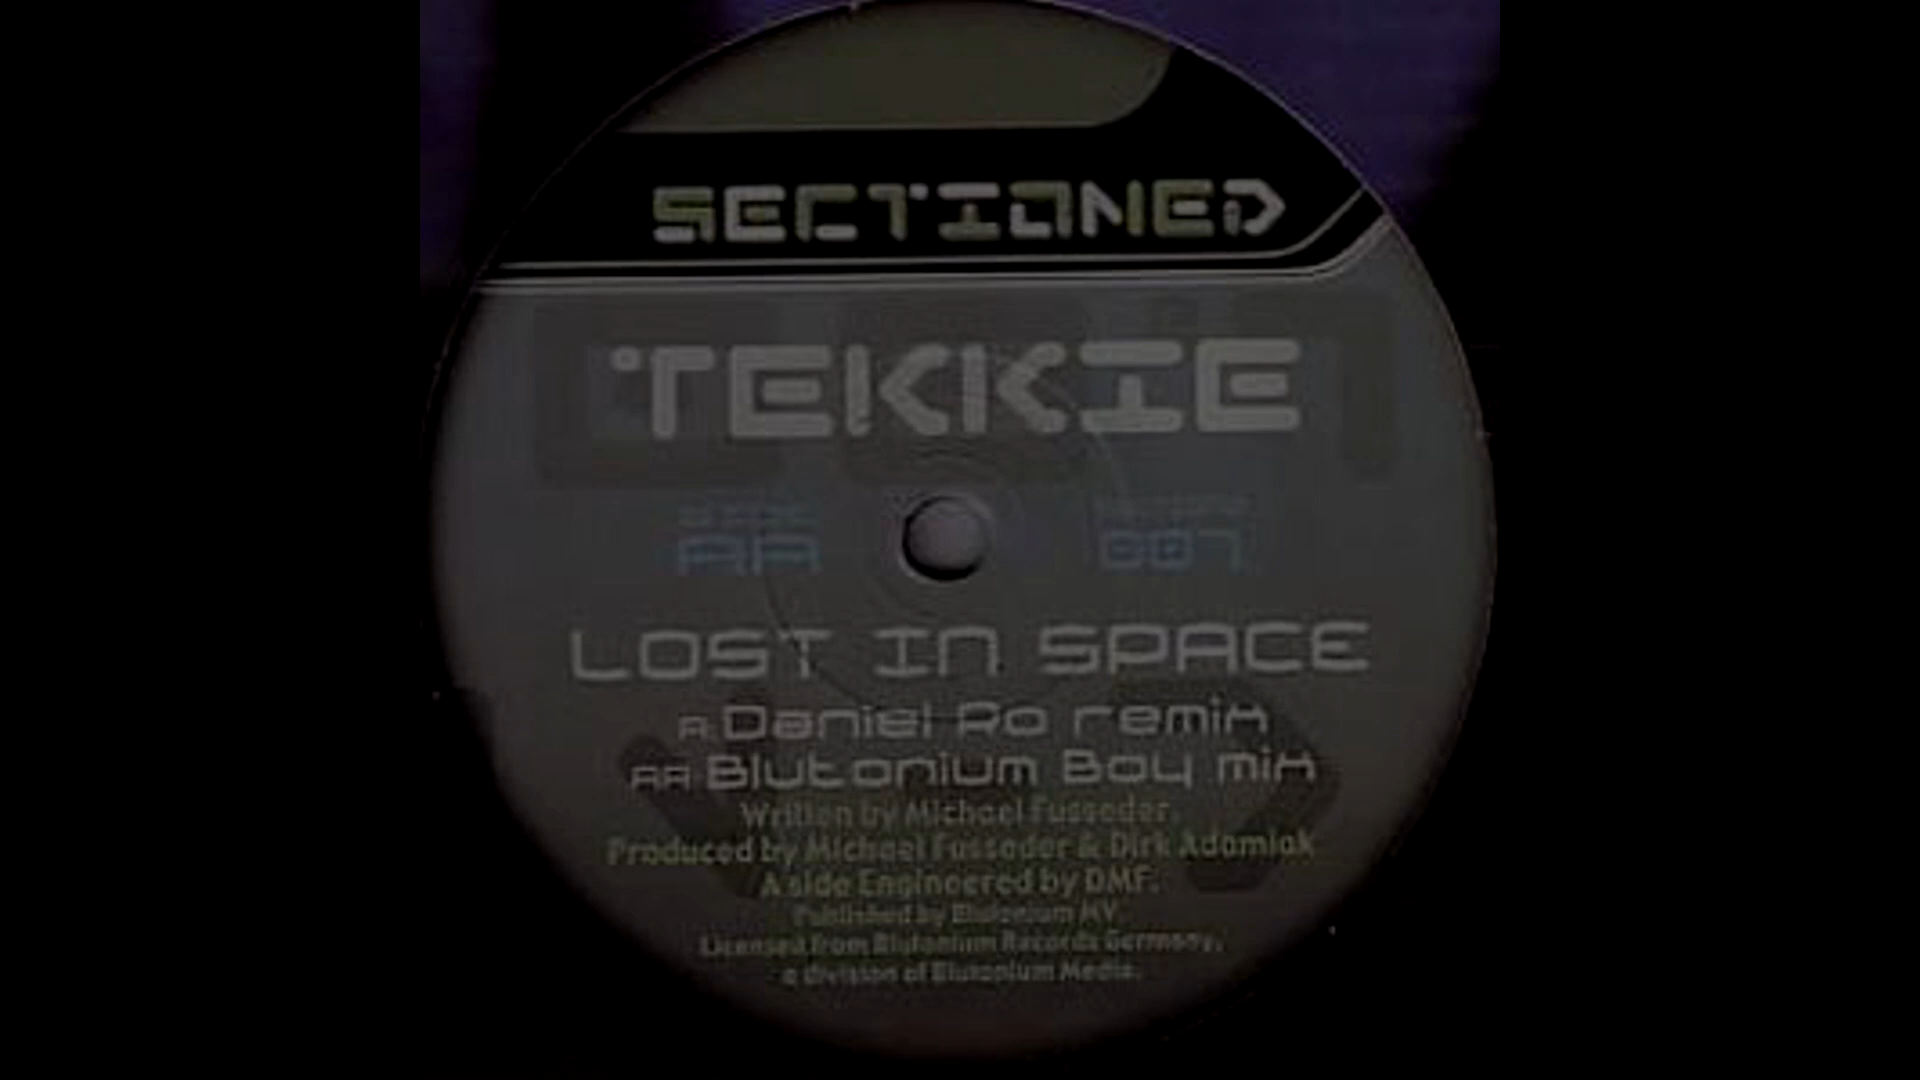 SECTIONED
TEKKIE
AA
007
LOST IN SPACE
A Daniel Ro remix
AA Blutonium Boy mix
Written by Michael Fusseder.
Produced by Michael Fusseder & Dirk Adamiak
A side Engineered by DMF.
Published by Blutonium MV.
Licensed from Blutonium Records Germany,
a division of Blutonium Media.